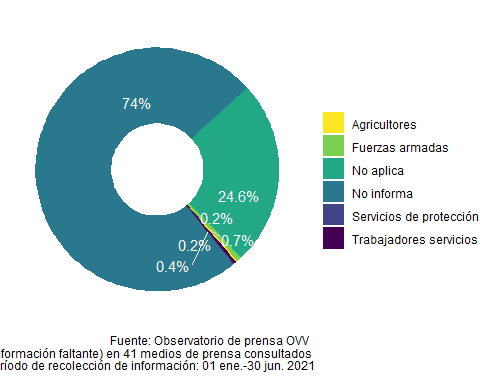 74%
24.6%
0.2%
0.7%
0.2%
0.4%
Agricultores
Fuerzas armadas
No aplica
No informa
Servicios de protección
Trabajadores servicios
Fuente: Observatorio de prensa OVV
nformación faltante) en 41 medios de prensa consultados
ríodo de recolección de información: 01 ene.-30 jun. 2021